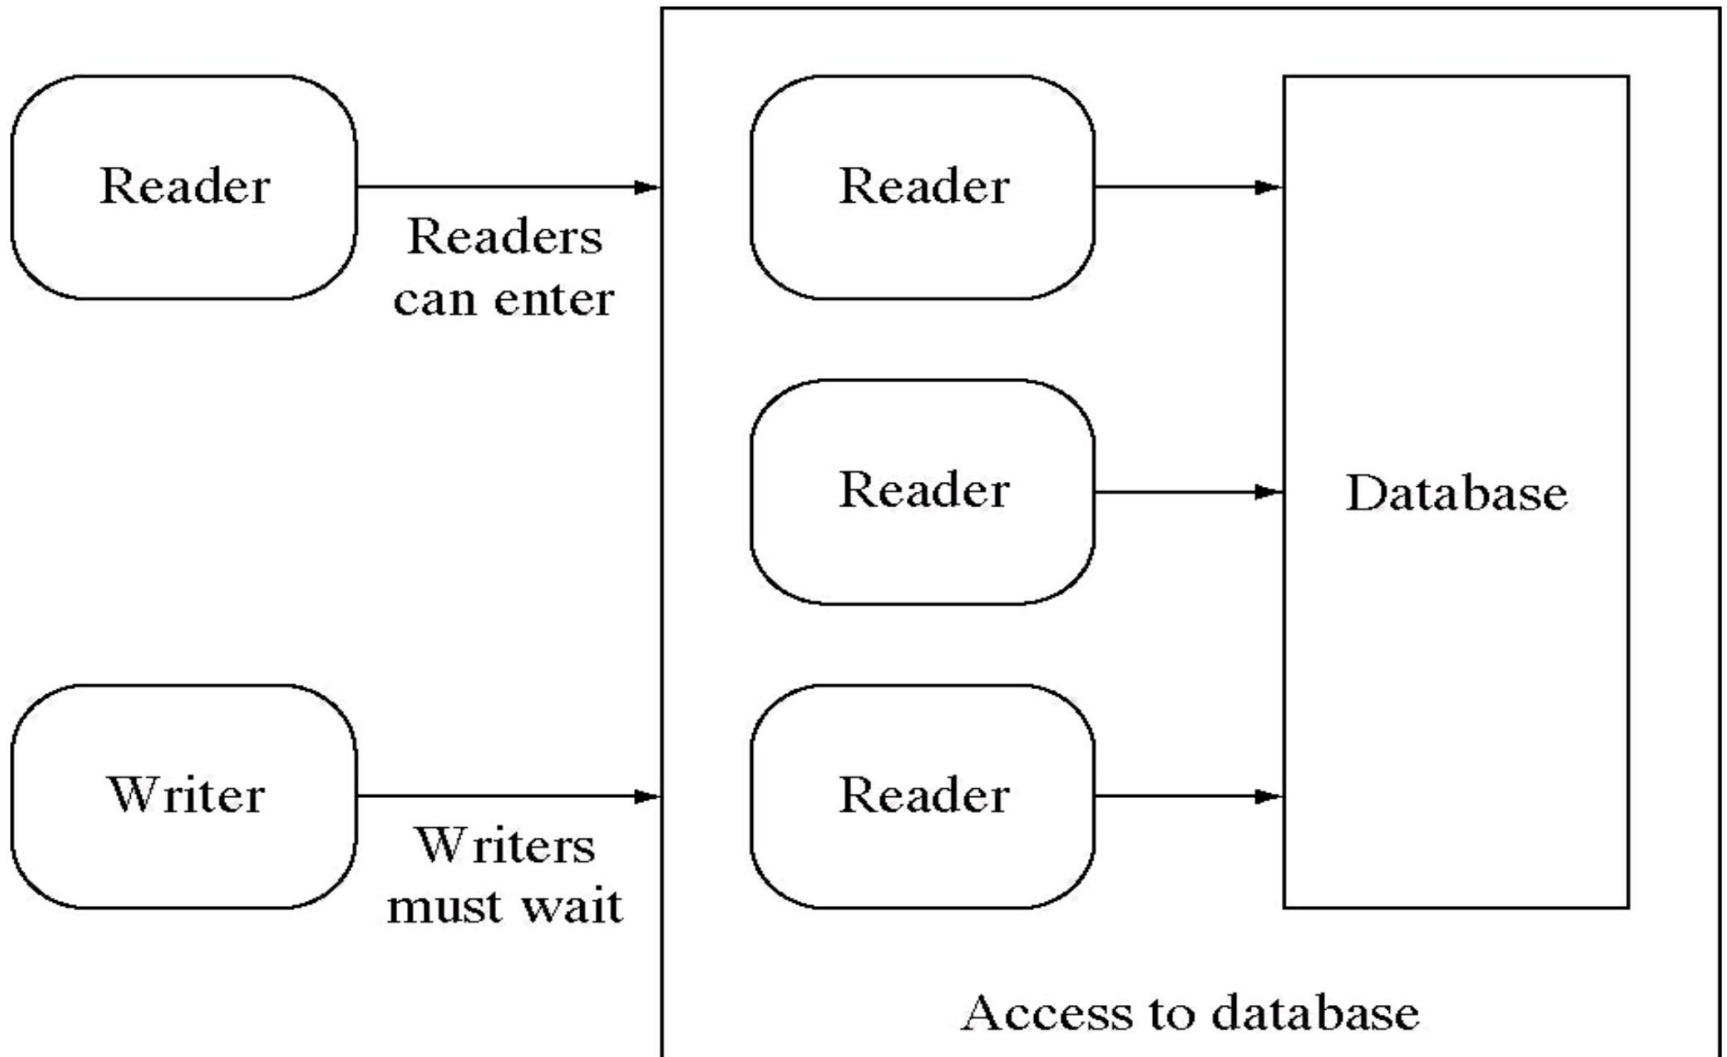 Reader
Readers
can enter
Writer
Writers
must wait
Reader
Reader
Reader
Database
Access to database